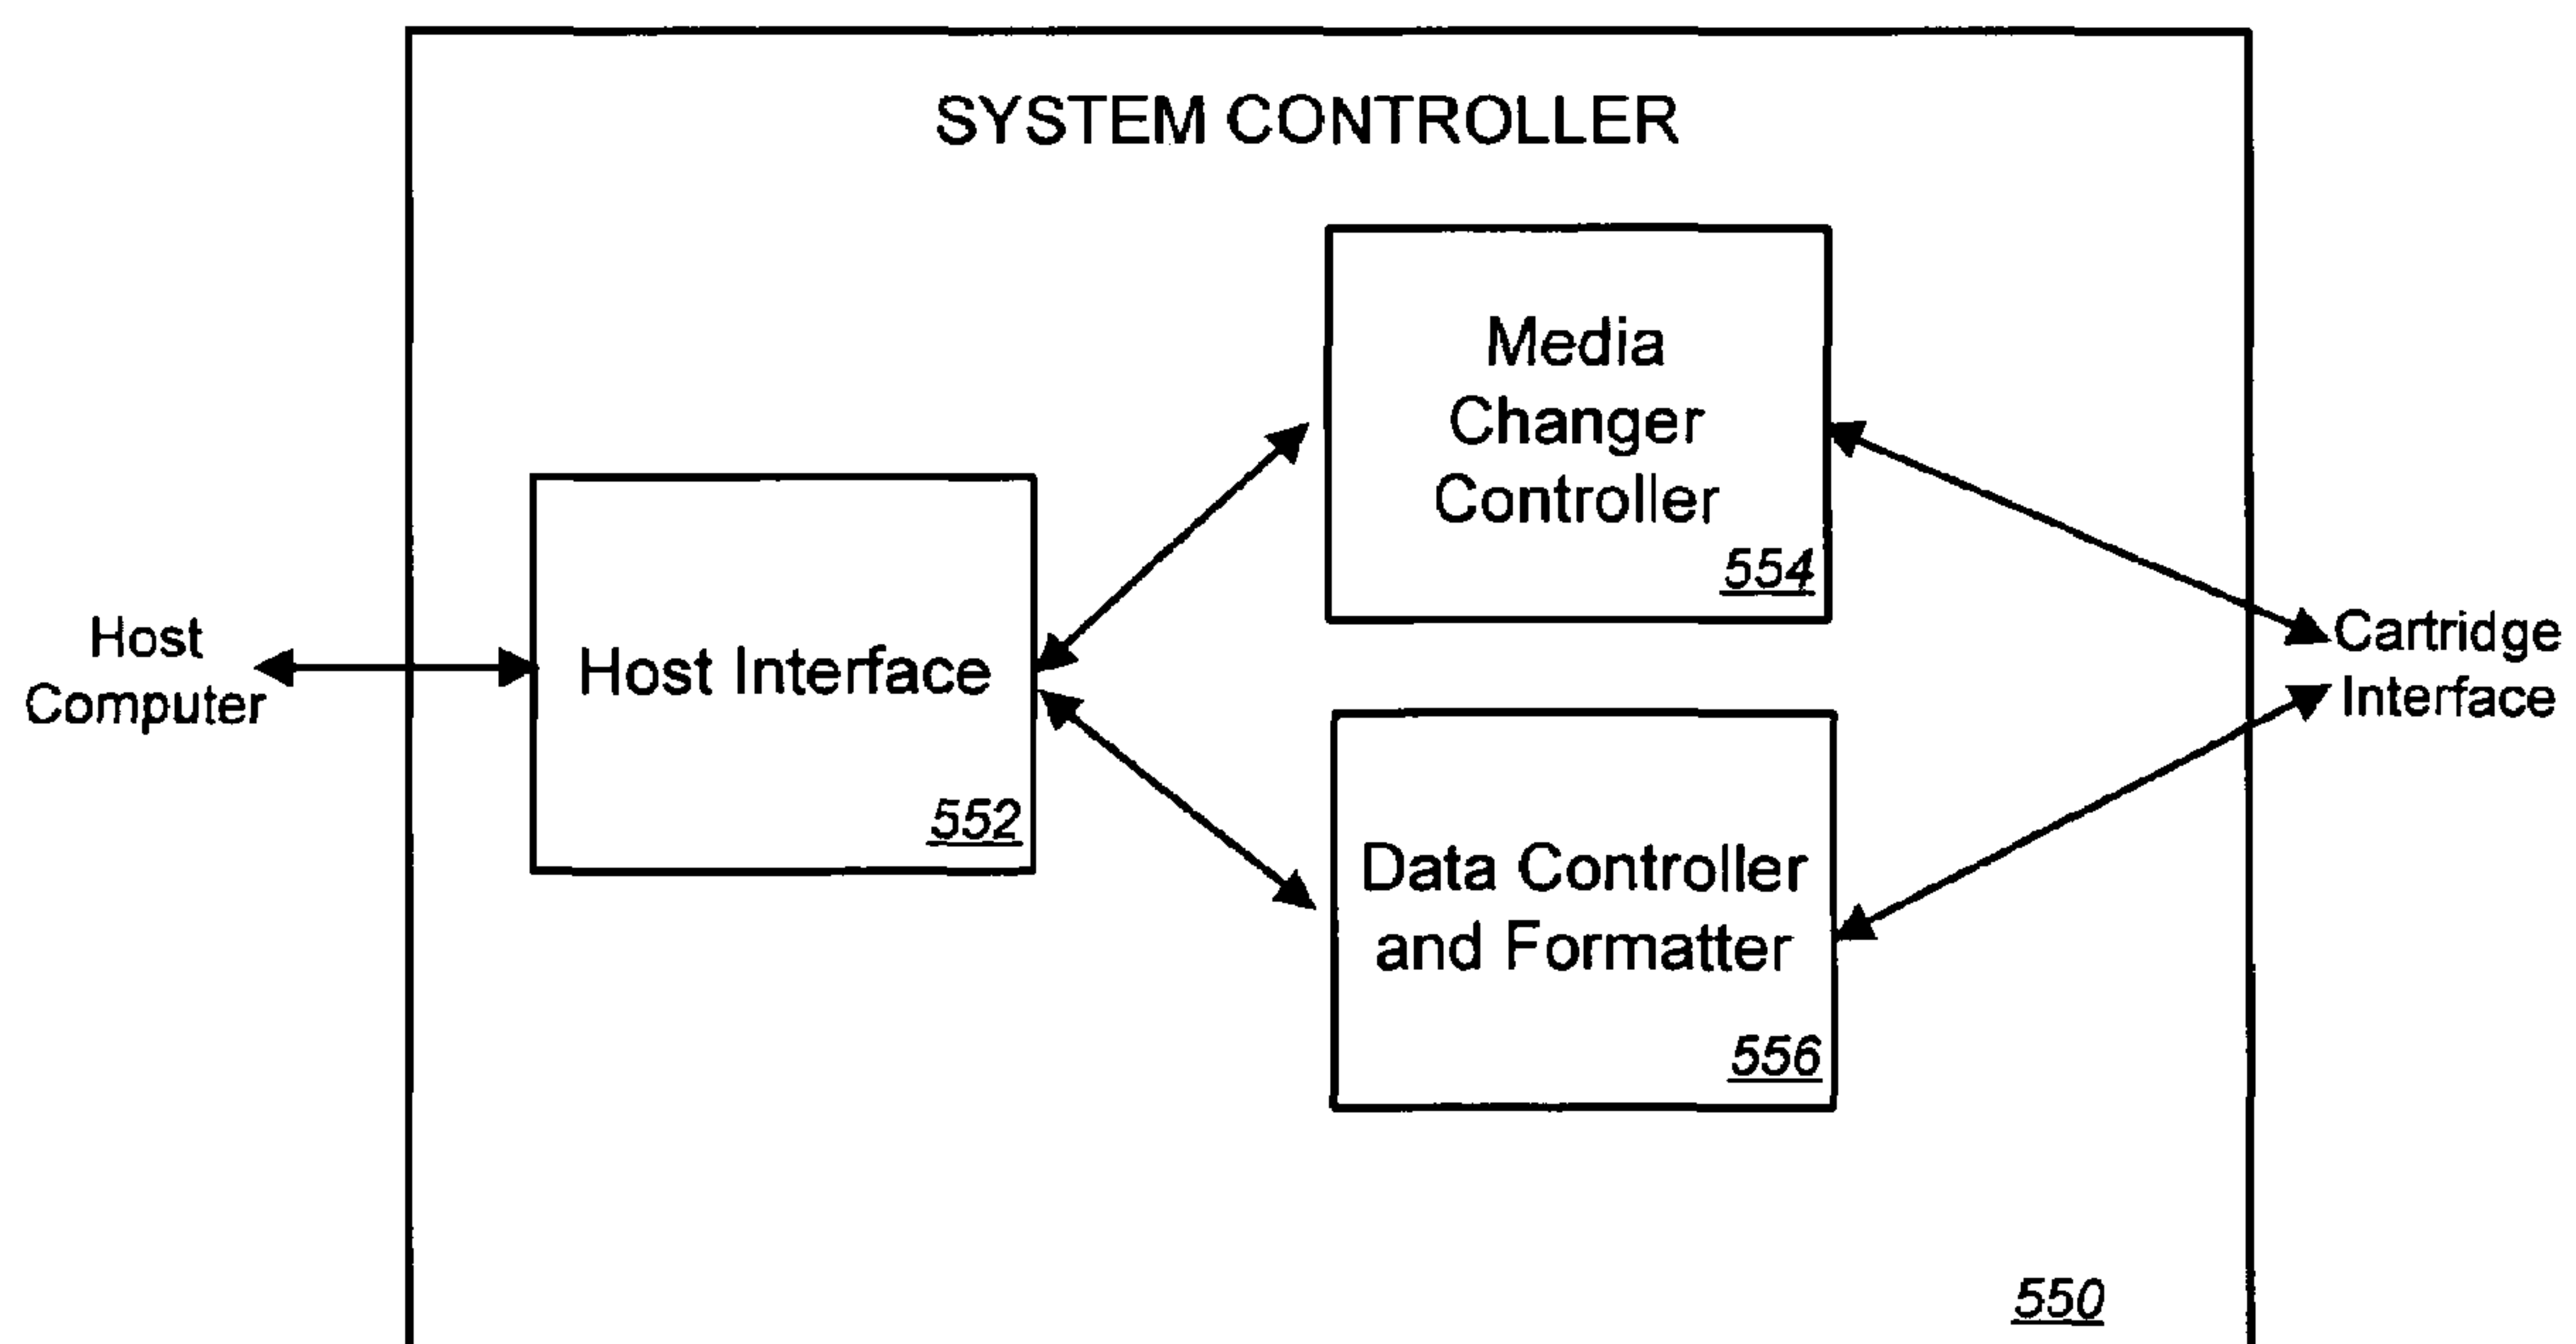 SYSTEM CONTROLLER
Media
Changer
Controller
554
Host
Computer
Host Interface
552
Cartridge
Interface
Data Controller
and Formatter
556
550